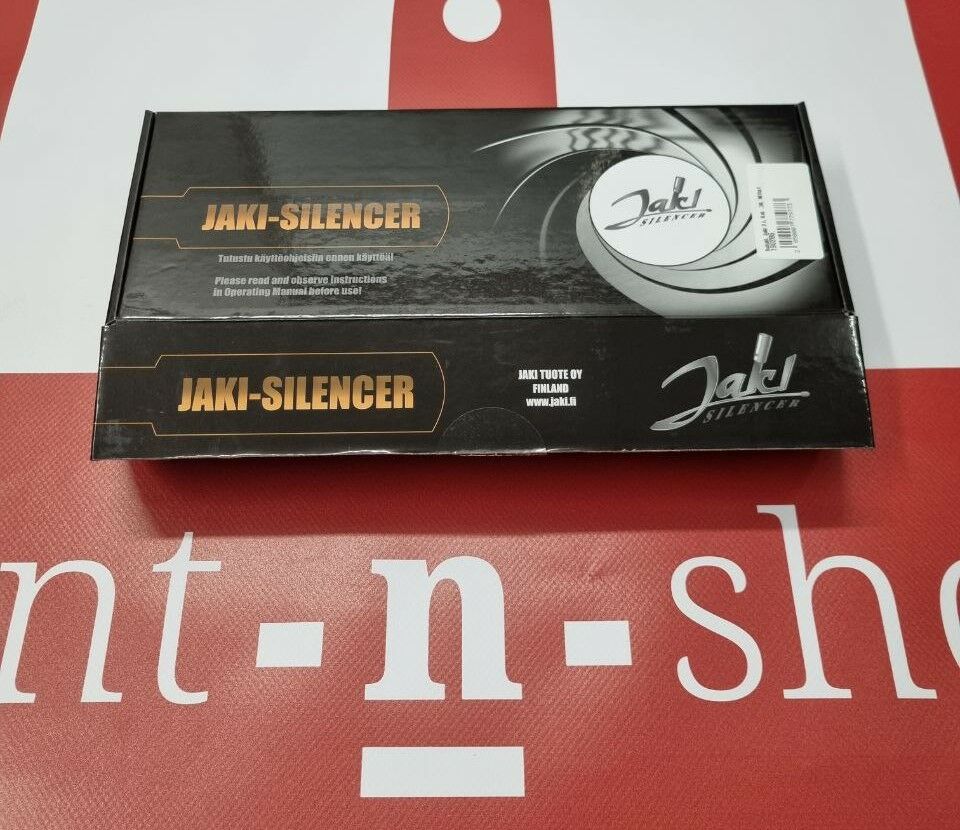 JAKI-SILENCER
Tutustu käyttöohjeisiin ennen käyttöä!
Please read and observe instructions
in Operating Manual before use!
Jaki
SILENCER
JAKI-SILENCER
JAKI TUOTE OY
FINLAND
www.jaki.fi
Jaki
SILENCER
nt-n-sho